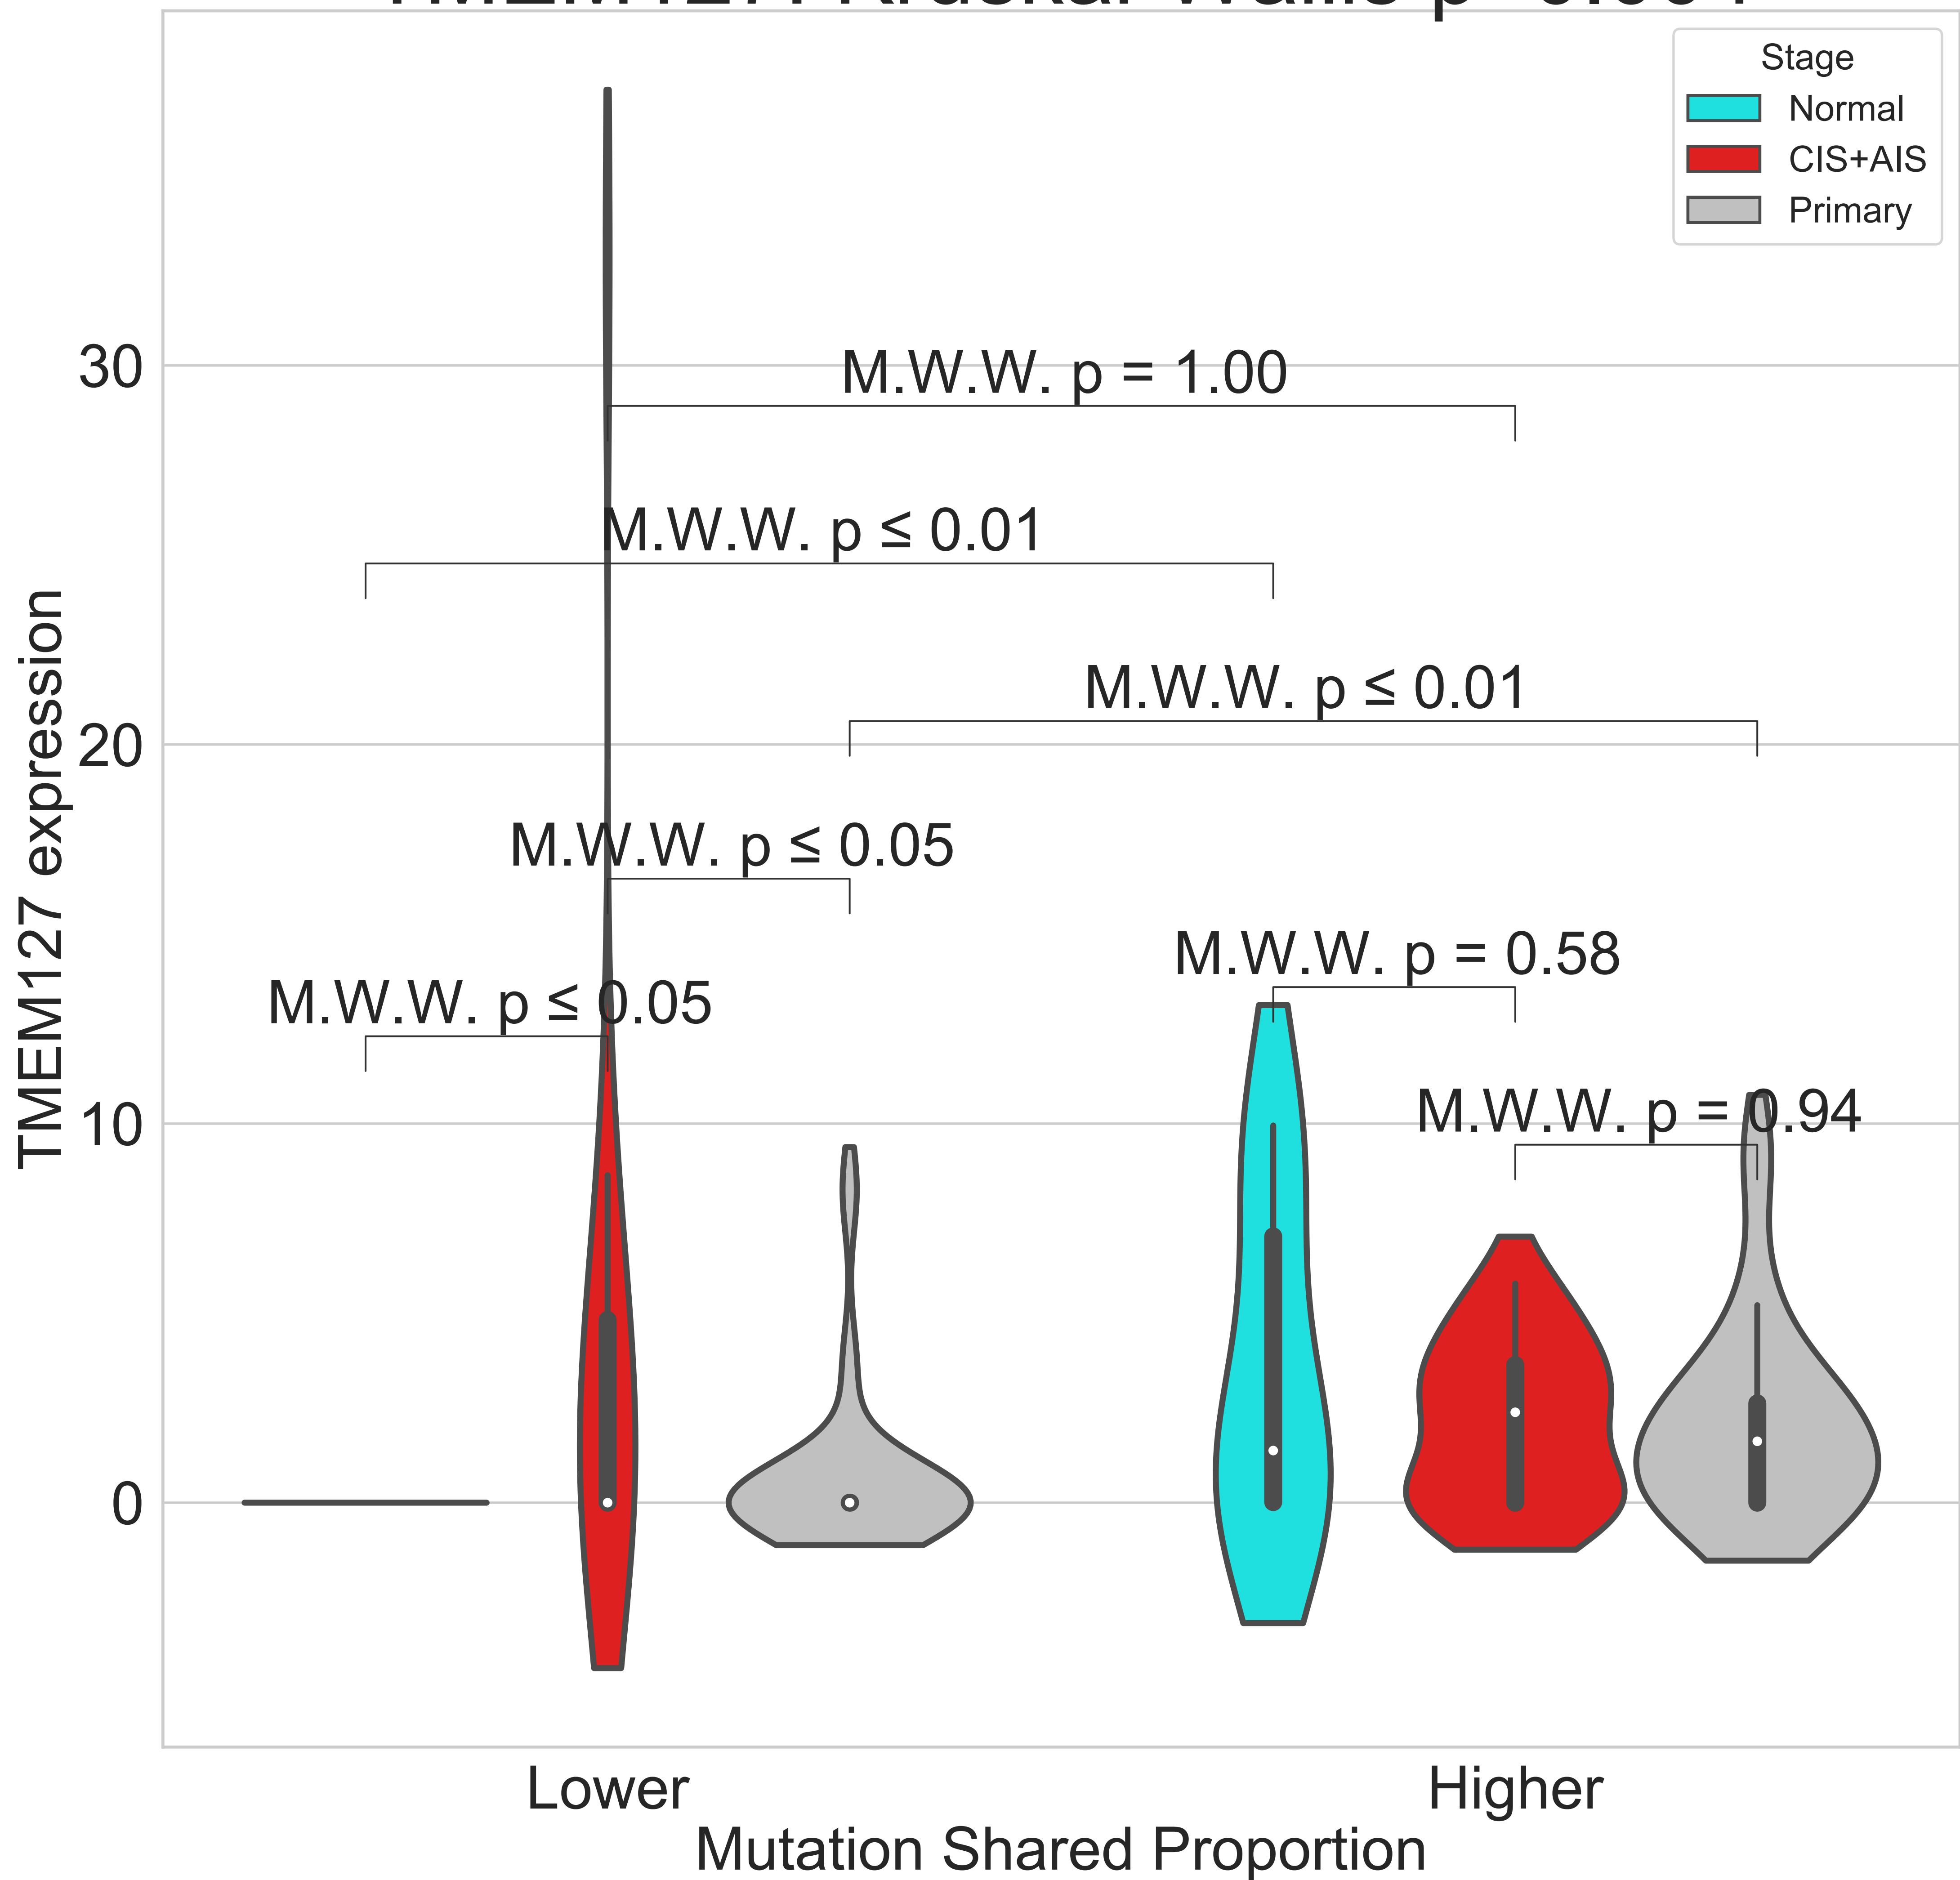 Stage
Normal
CIS+AIS
Primary
30
M.W.W. p = 1.00
M.W.W. p ≤ 0.01
M.W.W. p ≤ 0.01
20
M.W.W. p ≤ 0.05
M.W.W. p = 0.58
M.W.W. p ≤ 0.05
M.W.W. p = 0.94
10
0
TMEM127 expression
Lower
Higher
Mutation Shared Proportion